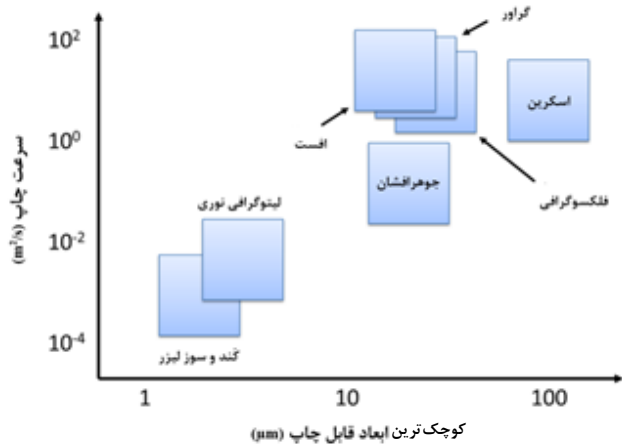 گراور
10²
اسکرین
افست
10⁰
جوهرافشان
فلکسوگرافی
لیتوگرافی نوری
10⁻²
10⁻⁴
کَند و سوز لیزر
سرعت چاپ (m²/s)
1
10
100
کوچک‌ترین ابعاد قابل چاپ (µm)